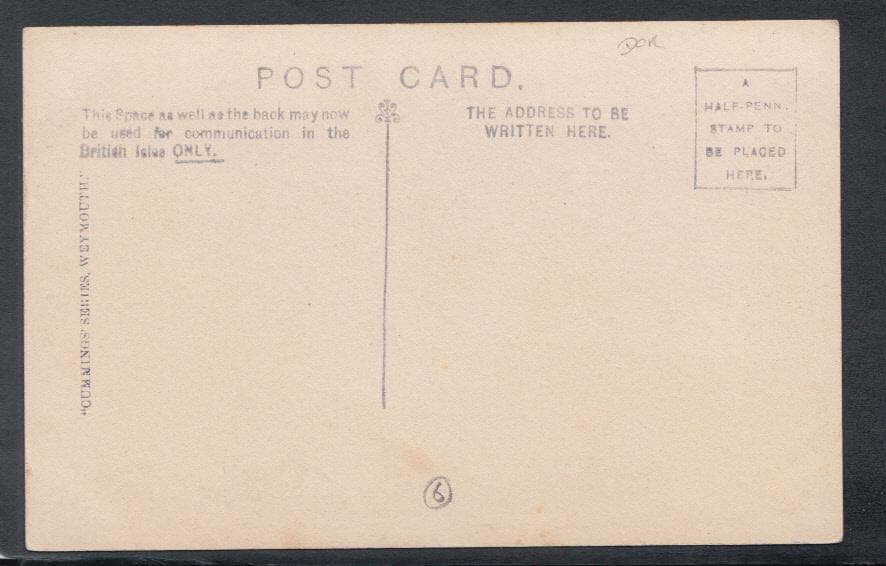 DOR
POST CARD.
This Space as well as the back may now
be used for communication in the
British Isles ONLY.
THE ADDRESS TO BE
WRITTEN HERE.
A
HALF-PENN
STAMP TO
BE PLACED
HERE.
"CUMMINGS' SERIES, WEYMOUTH."
6